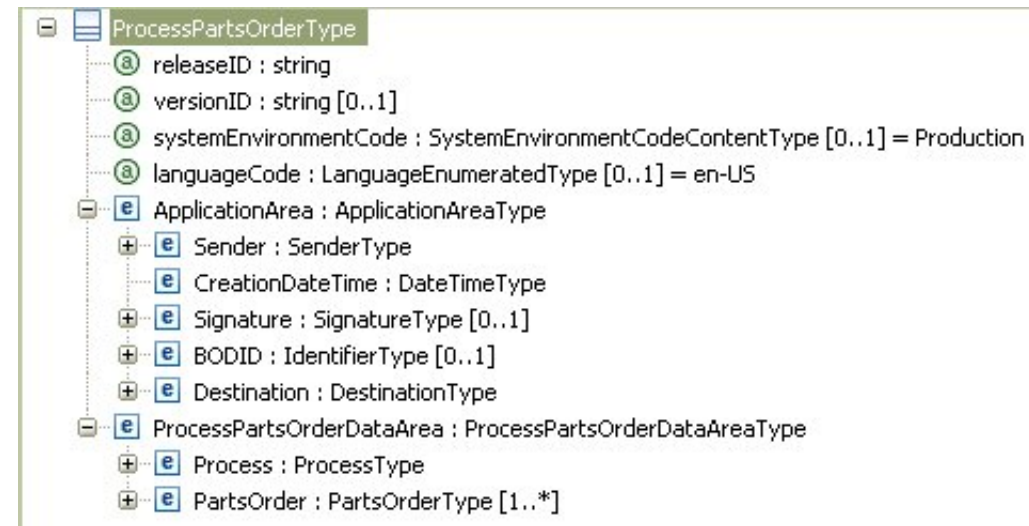 ProcessPartsOrderType
releaseID : string
versionID : string [0..1]
systemEnvironmentCode : SystemEnvironmentCodeContentType [0..1] = Production
languageCode : LanguageEnumeratedType [0..1] = en-US
ApplicationArea : ApplicationAreaType
Sender : SenderType
CreationDateTime : DateTimeType
Signature : SignatureType [0..1]
BODID : IdentifierType [0..1]
Destination : DestinationType
ProcessPartsOrderDataArea : ProcessPartsOrderDataAreaType
Process : ProcessType
PartsOrder : PartsOrderType [1..*]